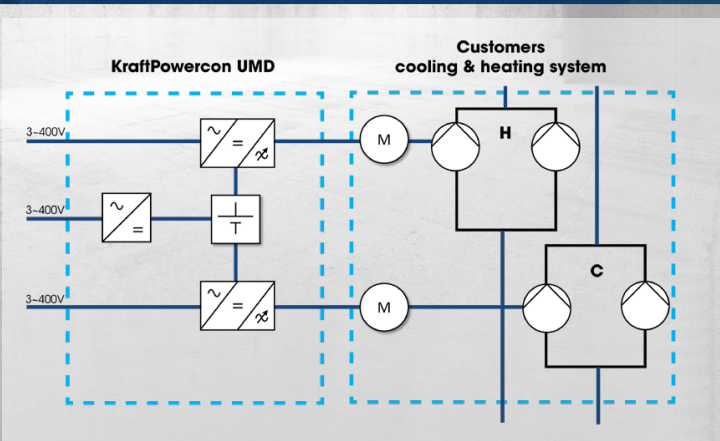 KraftPowercon UMD
Customers
cooling & heating system
3~400V
M
H
3~400V
T
C
3~400V
M